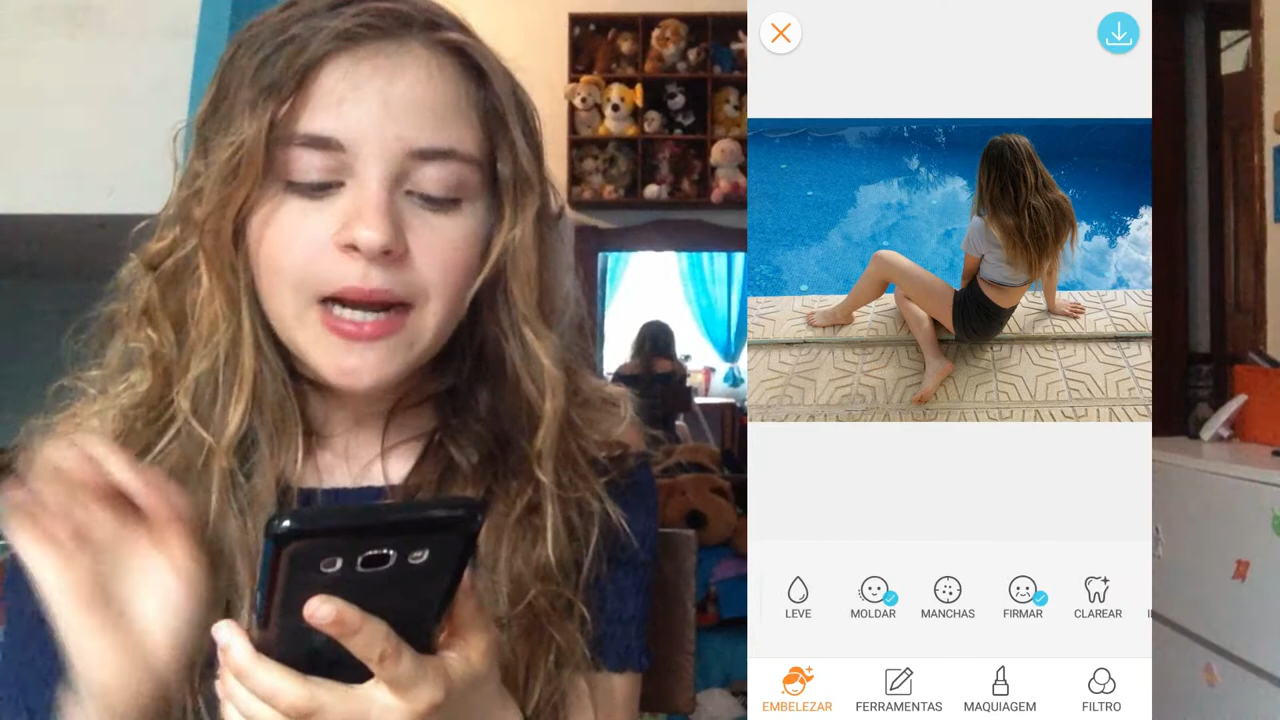 LEVE
MOLDAR
MANCHAS
FIRMAR
CLAREAR
EMBELEZAR
FERRAMENTAS
MAQUIAGEM
FILTRO